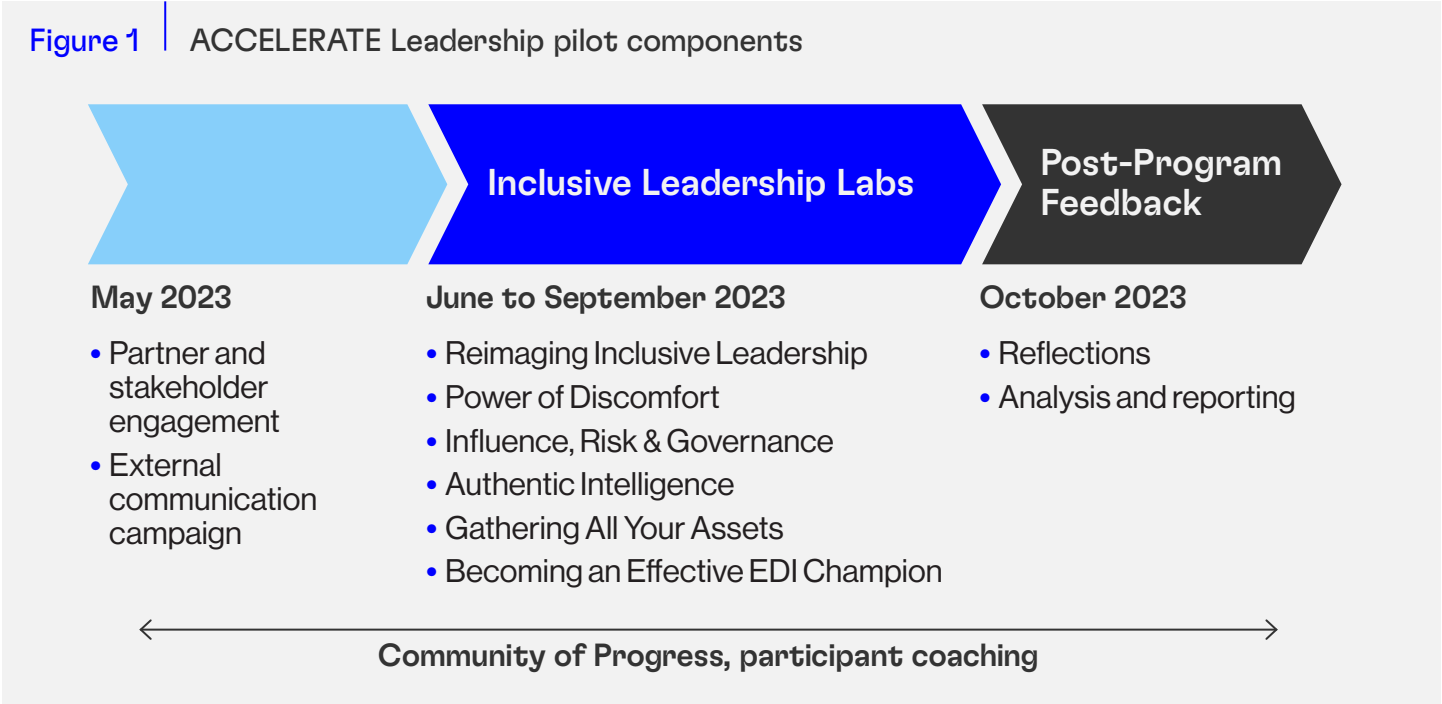 Figure 1
ACCELERATE Leadership pilot components
Inclusive Leadership Labs
Post-Program
Feedback
May 2023
• Partner and
stakeholder
engagement
• External
communication
campaign
June to September 2023
• Reimaging Inclusive Leadership
• Power of Discomfort
• Influence, Risk & Governance
• Authentic Intelligence
• Gathering All Your Assets
• Becoming an Effective EDI Champion
October 2023
• Reflections
• Analysis and reporting
Community of Progress, participant coaching